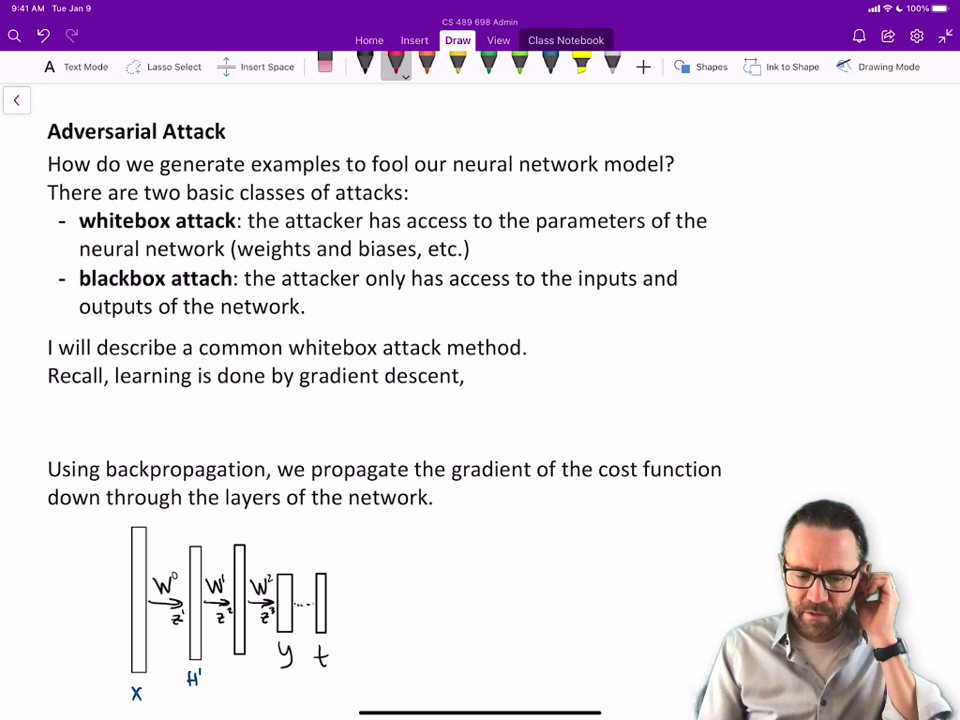 9:41 AM Tue Jan 9
100%
CS 489 698 Admin
Home Insert Draw View Class Notebook
A Text Mode Lasso Select Insert Space Shapes Ink to Shape Drawing Mode
Adversarial Attack
How do we generate examples to fool our neural network model?
There are two basic classes of attacks:
- whitebox attack: the attacker has access to the parameters of the
neural network (weights and biases, etc.)
- blackbox attach: the attacker only has access to the inputs and
outputs of the network.
I will describe a common whitebox attack method.
Recall, learning is done by gradient descent,
Using backpropagation, we propagate the gradient of the cost function
down through the layers of the network.
W⁰ W¹ W²
z¹ z² z³
y t
X H¹